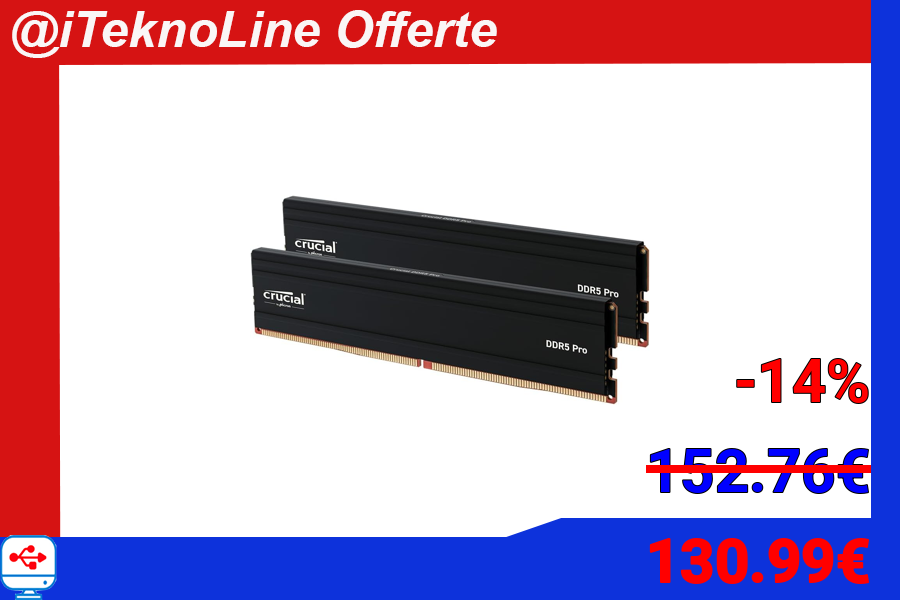 @iTeknoLine Offerte
crucial
DDR5 Pro
crucial
DDR5 Pro
-14%
152.76€
130.99€